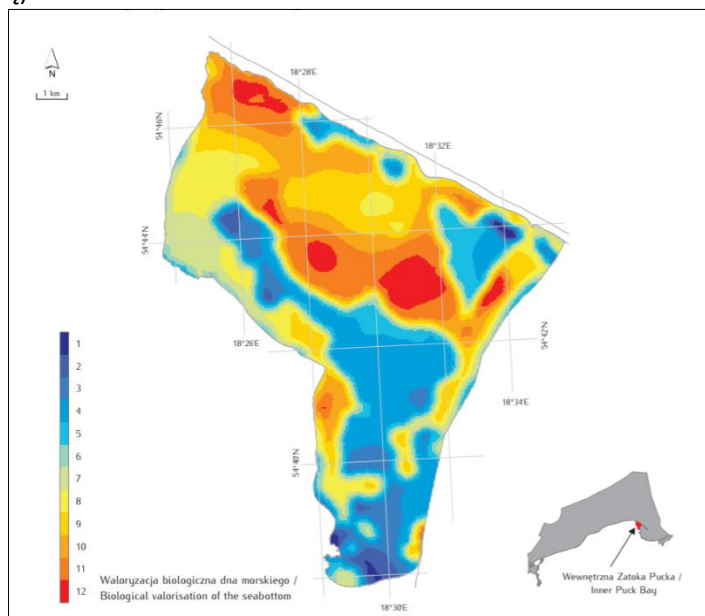 N
1 km
18°28'E
54°46'N
18°32'E
54°44'N
54°42'N
18°26'E
18°34'E
54°40'N
1
2
3
4
5
6
7
8
9
10
11
12
Waloryzacja biologiczna dna morskiego /
Biological valorisation of the seabottom
18°30'E
Wewnętrzna Zatoka Pucka /
Inner Puck Bay